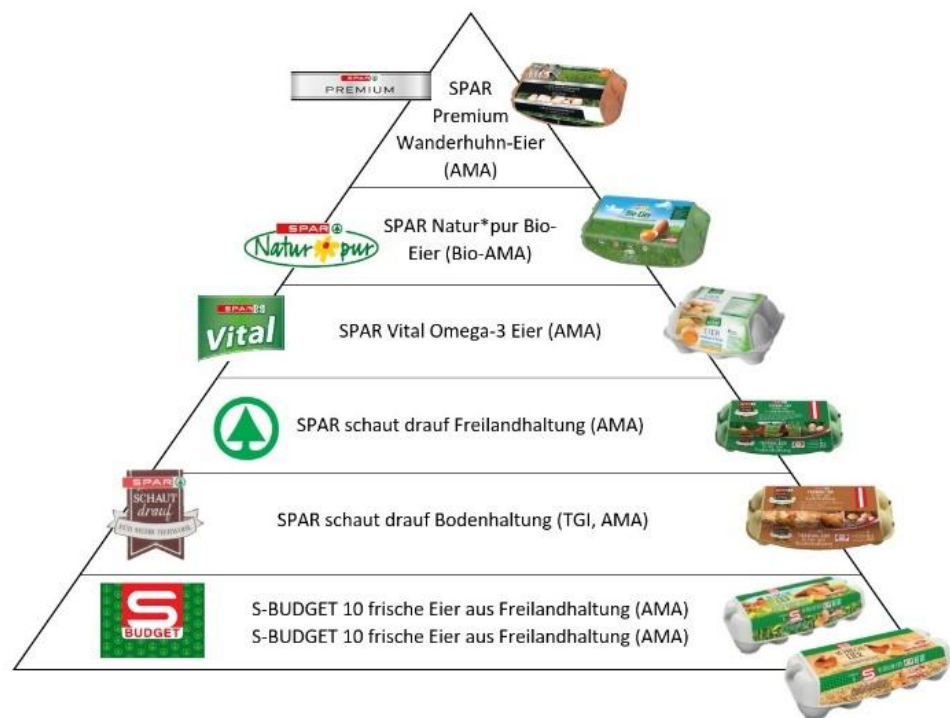 SPAR
PREMIUM
SPAR
Premium
Wanderhuhn-Eier
(AMA)
SPAR
Natur pur
SPAR Natur*pur Bio-
Eier (Bio-AMA)
Bio-Eier
SPAR
Vital
SPAR Vital Omega-3 Eier (AMA)
EIER
SPAR schaut drauf Freilandhaltung (AMA)
SPAR
SCHAUT
drauf
SPAR schaut drauf Bodenhaltung (TGI, AMA)
S
BUDGET
S-BUDGET 10 frische Eier aus Freilandhaltung (AMA)
S-BUDGET 10 frische Eier aus Freilandhaltung (AMA)